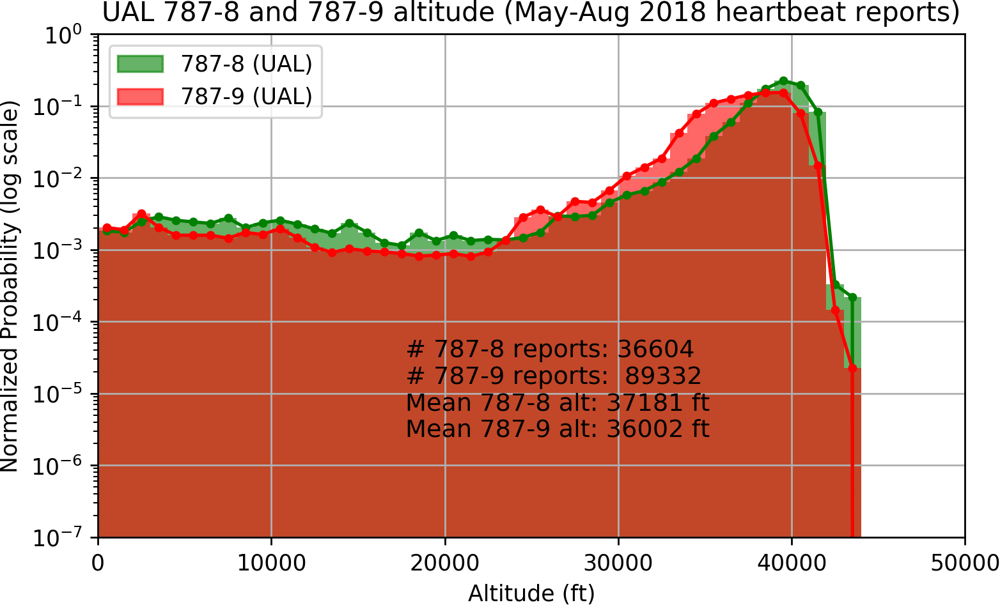 UAL 787-8 and 787-9 altitude (May-Aug 2018 heartbeat reports)
787-8 (UAL)
787-9 (UAL)
Normalized Probability (log scale)
10⁰
10⁻¹
10⁻²
10⁻³
10⁻⁴
10⁻⁵
10⁻⁶
10⁻⁷
# 787-8 reports: 36604
# 787-9 reports:  89332
Mean 787-8 alt: 37181 ft
Mean 787-9 alt: 36002 ft
0 10000 20000 30000 40000 50000
Altitude (ft)